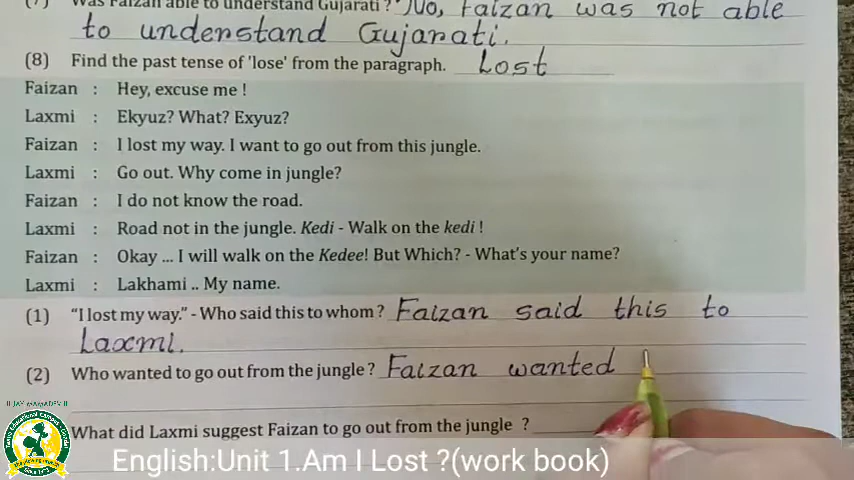 (7) Was Faizan able to understand Gujarati? No, Faizan was not able
to understand Gujarati.
(8) Find the past tense of 'lose' from the paragraph. Lost
Faizan : Hey, excuse me !
Laxmi : Ekyuz? What? Exyuz?
Faizan : I lost my way. I want to go out from this jungle.
Laxmi : Go out. Why come in jungle?
Faizan : I do not know the road.
Laxmi : Road not in the jungle. Kedi - Walk on the kedi !
Faizan : Okay ... I will walk on the Kedee! But Which? - What's your name?
Laxmi : Lakhami .. My name.
(1) "I lost my way." - Who said this to whom ? Faizan said this to
Laxmi.
(2) Who wanted to go out from the jungle ? Faizan wanted
What did Laxmi suggest Faizan to go out from the jungle ?
|| JAY MAMADEV ||
English:Unit 1.Am I Lost ?(work book)